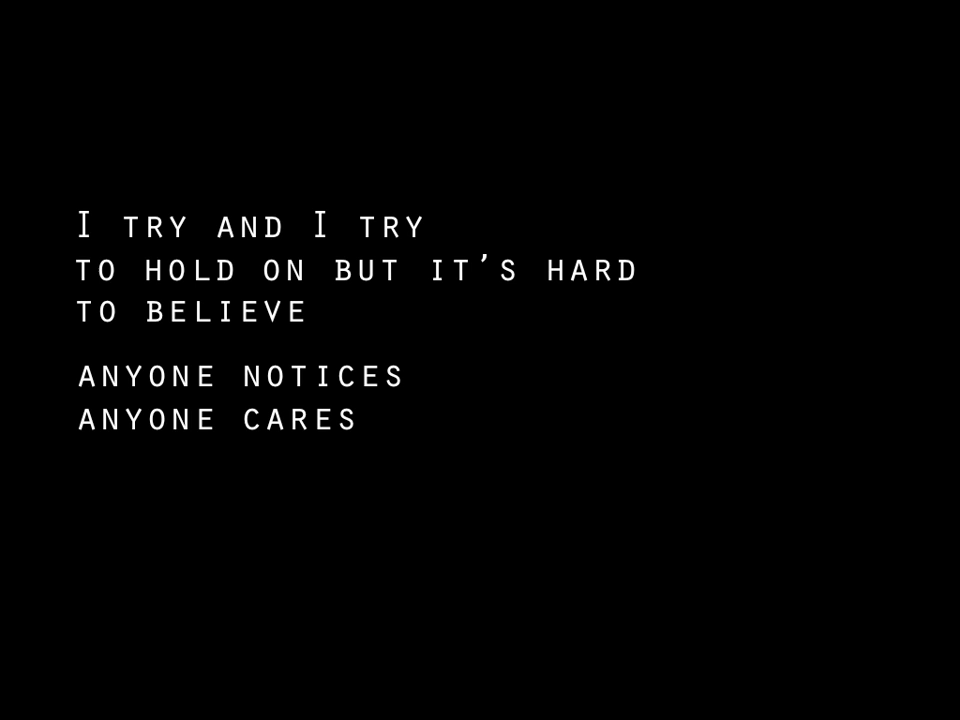 I TRY AND I TRY
TO HOLD ON BUT IT'S HARD
TO BELIEVE
ANYONE NOTICES
ANYONE CARES